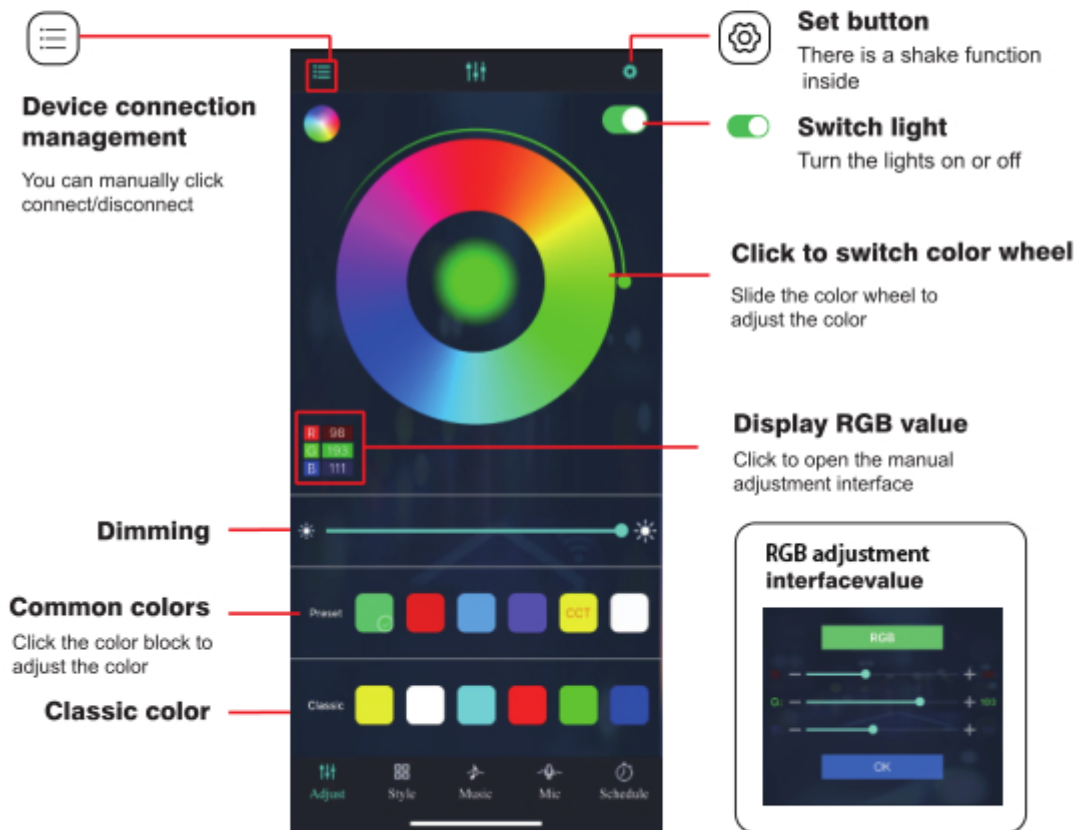 Device connection
management
You can manually click
connect/disconnect
Set button
There is a shake function
inside
Switch light
Turn the lights on or off
Click to switch color wheel
Slide the color wheel to
adjust the color
R 98
G 193
B 111
Display RGB value
Click to open the manual
adjustment interface
Dimming
Common colors
Click the color block to
adjust the color
Preset
CCT
Classic color
Classic
Adjust Style Music Mic Schedule
RGB adjustment
interfacevalue
RGB
G: 193
OK